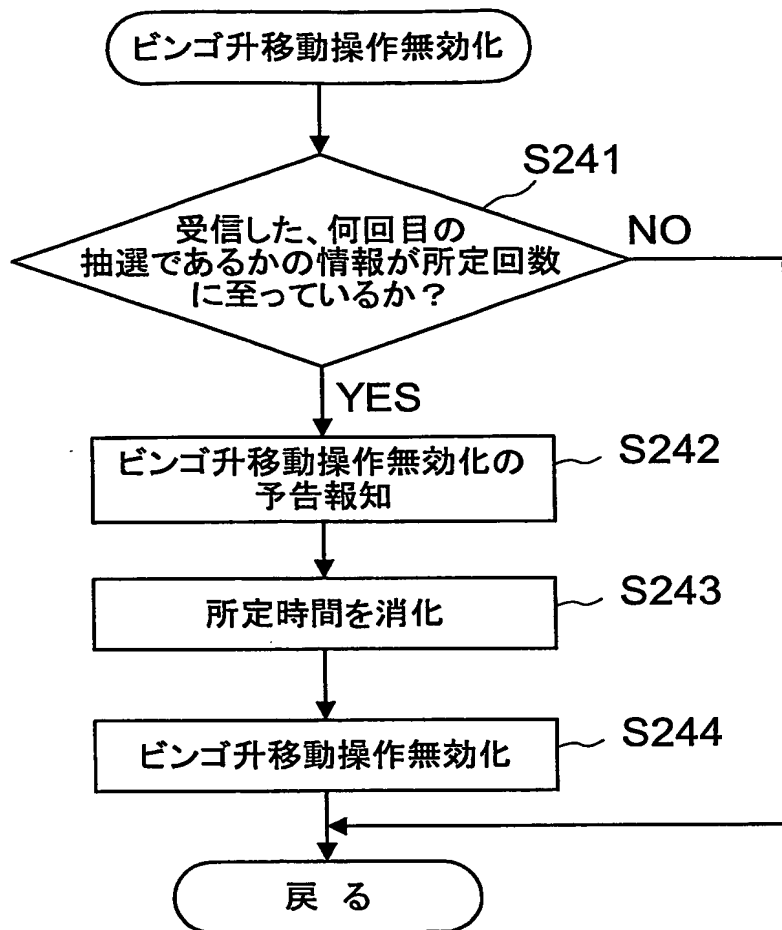 ビンゴ升移動操作無効化
S241
受信した、何回目の
抽選であるかの情報が所定回数
に至っているか？
NO
YES
ビンゴ升移動操作無効化の
予告報知
S242
所定時間を消化
S243
ビンゴ升移動操作無効化
S244
戻 る